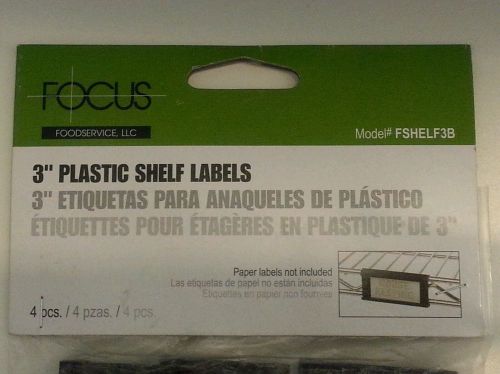 FOCUS
FOODSERVICE, LLC
Model# FSHELF3B
3" PLASTIC SHELF LABELS
3" ETIQUETAS PARA ANAQUELES DE PLÁSTICO
ÉTIQUETTES POUR ÉTAGÈRES EN PLASTIQUE DE 3"
Paper labels not included
Las etiquetas de papel no están incluidas
Étiquettes en papier non fournies
4 pcs. / 4 pzas. / 4 pcs.